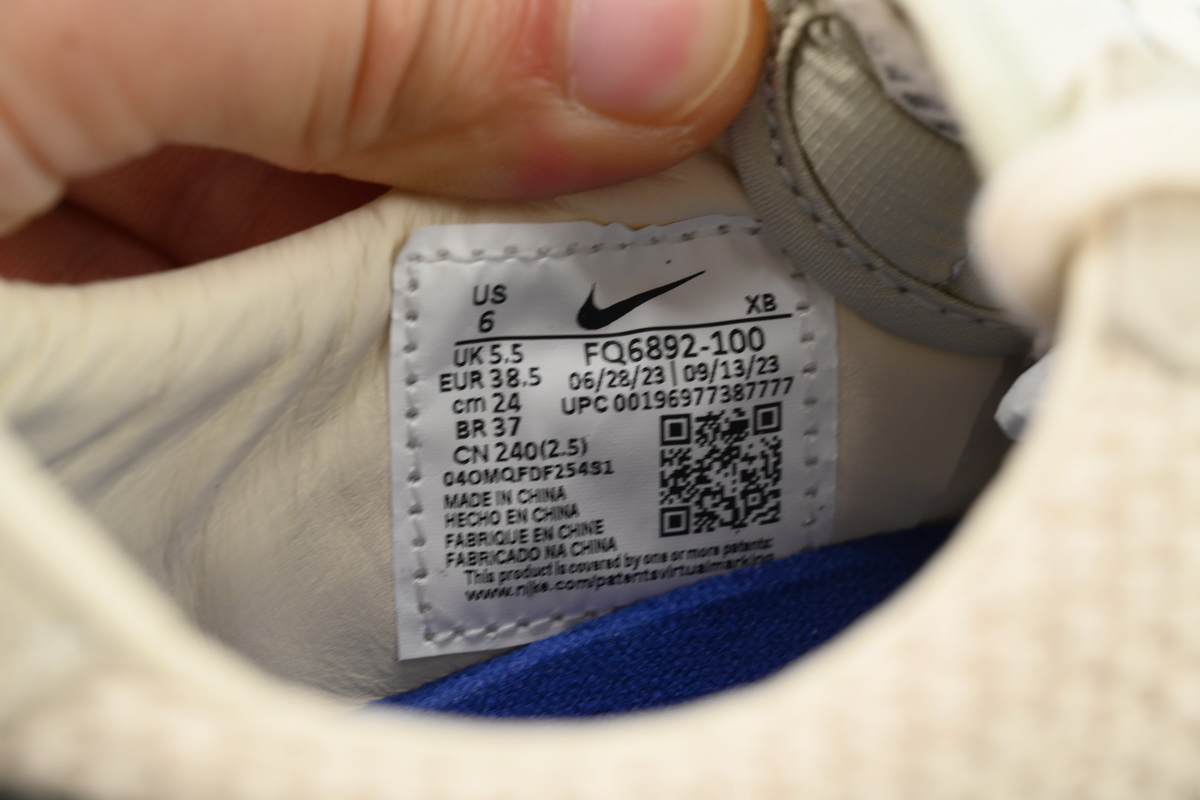 US
6
XB
UK 5.5
FQ6892-100
EUR 38.5
06/28/23 | 09/13/23
cm 24
UPC 00196977387777
BR 37
CN 240(2.5)
04OMQFDF254S1
MADE IN CHINA
HECHO EN CHINA
FABRIQUE EN CHINE
FABRICADO NA CHINA
This product is covered by one or more patents:
www.nike.com/patentsvirtualmarking